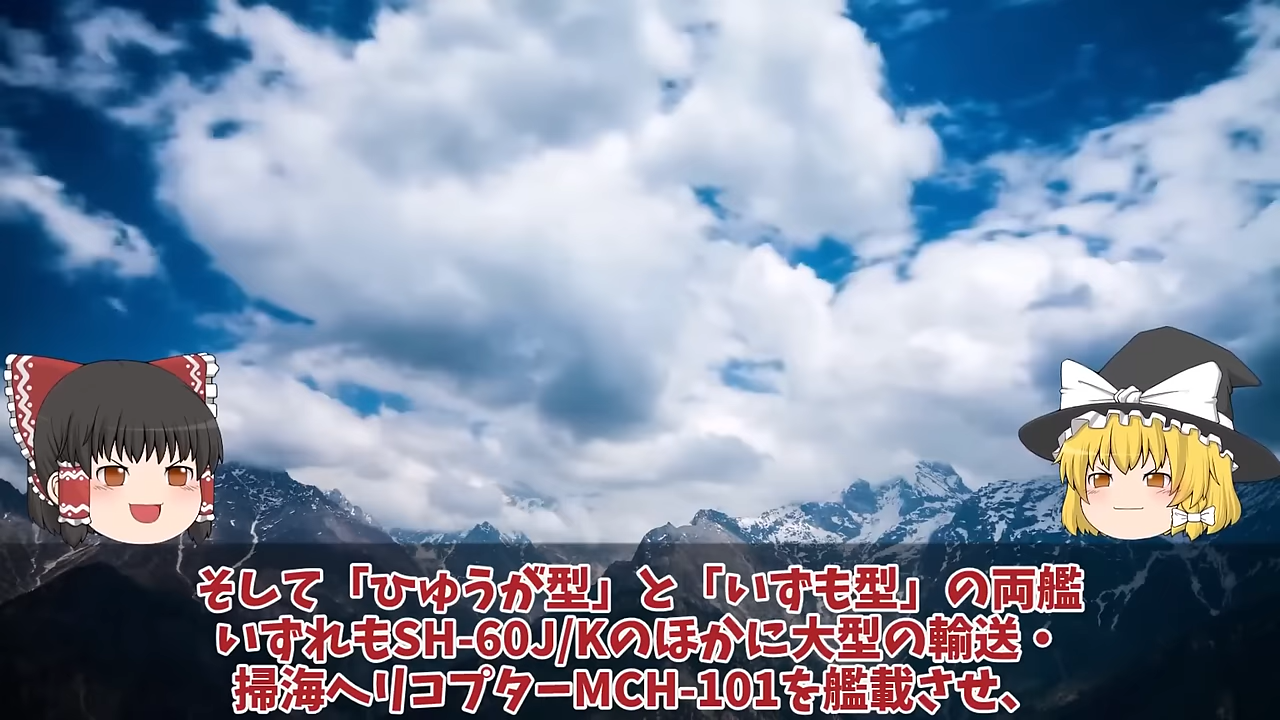 そして「ひゅうが型」と「いずも型」の両艦
いずれもSH-60J/Kのほかに大型の輸送・
掃海ヘリコプターMCH-101を艦載させ、